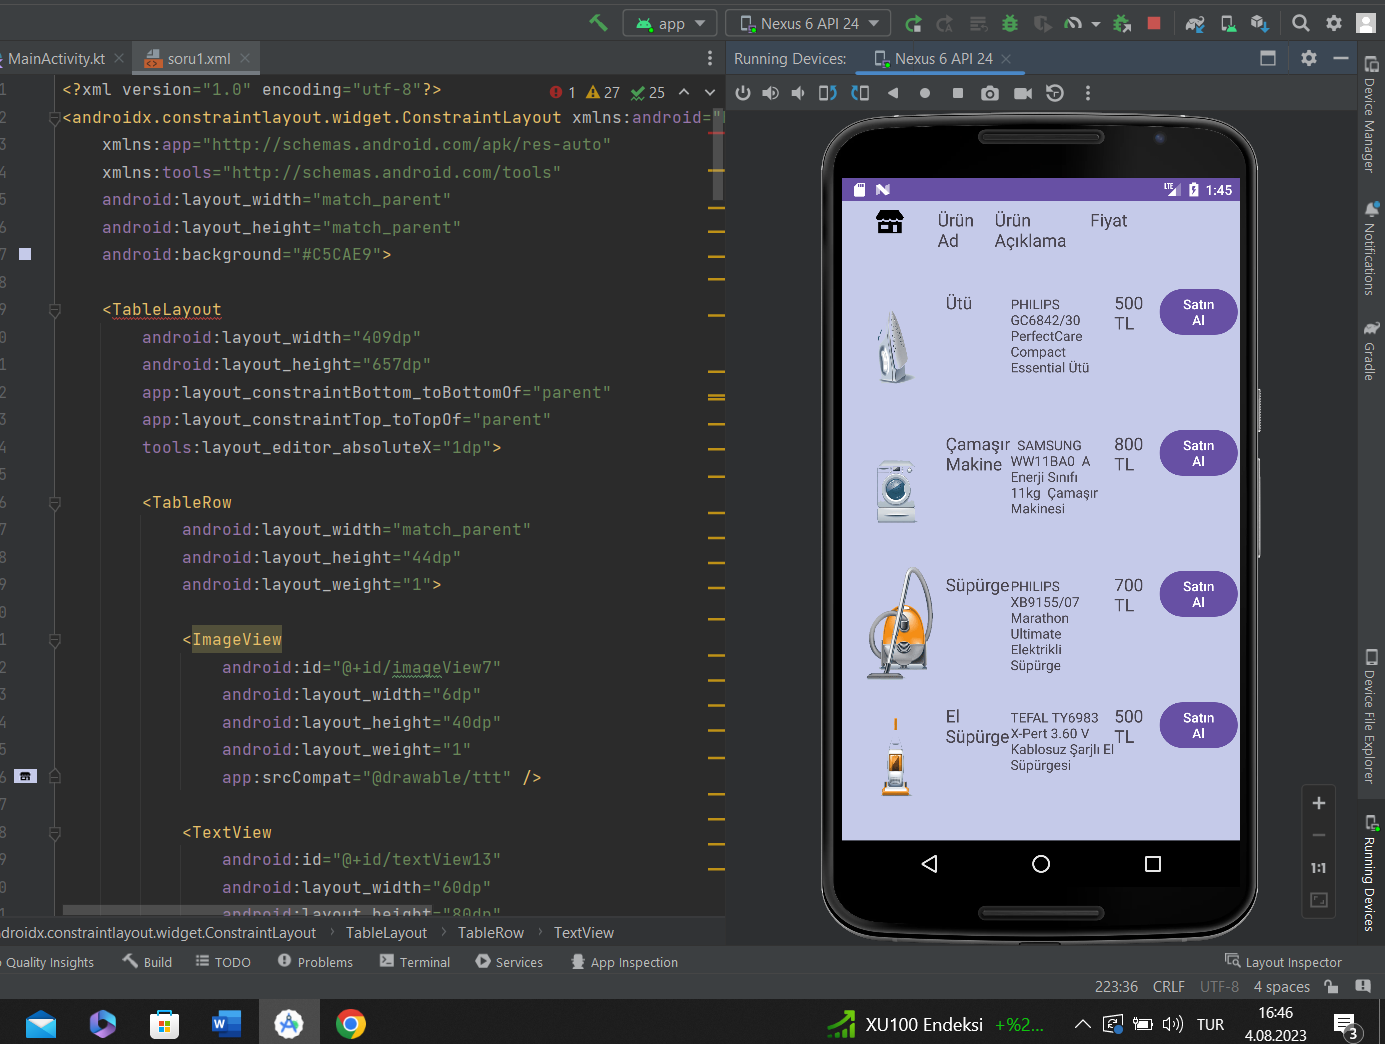 app
Nexus 6 API 24
MainActivity.kt
soru1.xml
Running Devices:
Nexus 6 API 24
<?xml version="1.0" encoding="utf-8"?>
1 27 25
<androidx.constraintlayout.widget.ConstraintLayout xmlns:android="
xmlns:app="http://schemas.android.com/apk/res-auto"
xmlns:tools="http://schemas.android.com/tools"
android:layout_width="match_parent"
android:layout_height="match_parent"
android:background="#C5CAE9">
<TableLayout
android:layout_width="409dp"
android:layout_height="657dp"
app:layout_constraintBottom_toBottomOf="parent"
app:layout_constraintTop_toTopOf="parent"
tools:layout_editor_absoluteX="1dp">
<TableRow
android:layout_width="match_parent"
android:layout_height="44dp"
android:layout_weight="1">
<ImageView
android:id="@+id/imageView7"
android:layout_width="6dp"
android:layout_height="40dp"
android:layout_weight="1"
app:srcCompat="@drawable/ttt" />
<TextView
android:id="@+id/textView13"
android:layout_width="60dp"
android:layout_height="80dp"
LTE 1:45
Ürün
Ad
Ürün
Açıklama
Fiyat
Ütü
PHILIPS
GC6842/30
PerfectCare
Compact
Essential Ütü
500
TL
Satın
Al
Çamaşır
Makine
SAMSUNG
WW11BA0 A
Enerji Sınıfı
11kg Çamaşır
Makinesi
800
TL
Satın
Al
Süpürge
PHILIPS
XB9155/07
Marathon
Ultimate
Elektrikli
Süpürge
700
TL
Satın
Al
El
Süpürge
TEFAL TY6983
X-Pert 3.60 V
Kablosuz Şarjlı El
Süpürgesi
500
TL
Satın
Al
1:1
Device Manager
Notifications
Gradle
Device File Explorer
Running Devices
droidx.constraintlayout.widget.ConstraintLayout
TableLayout
TableRow
TextView
Quality Insights
Build
TODO
Problems
Terminal
Services
App Inspection
Layout Inspector
223:36
CRLF
UTF-8
4 spaces
XU100 Endeksi +%2...
TUR
16:46
4.08.2023
3